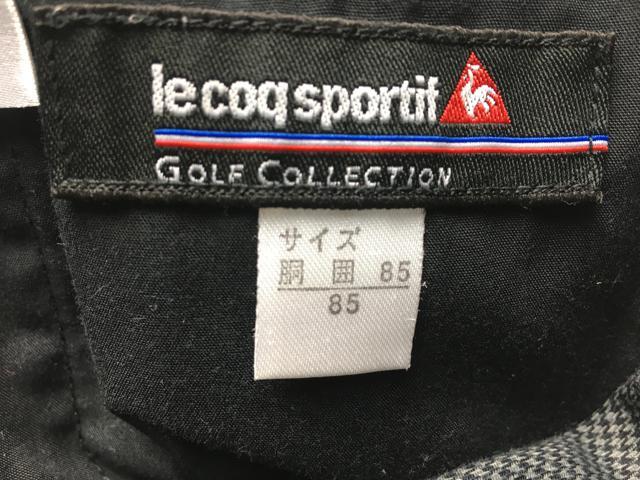 le coq sportif
GOLF COLLECTION
サイズ
胴囲 85
85